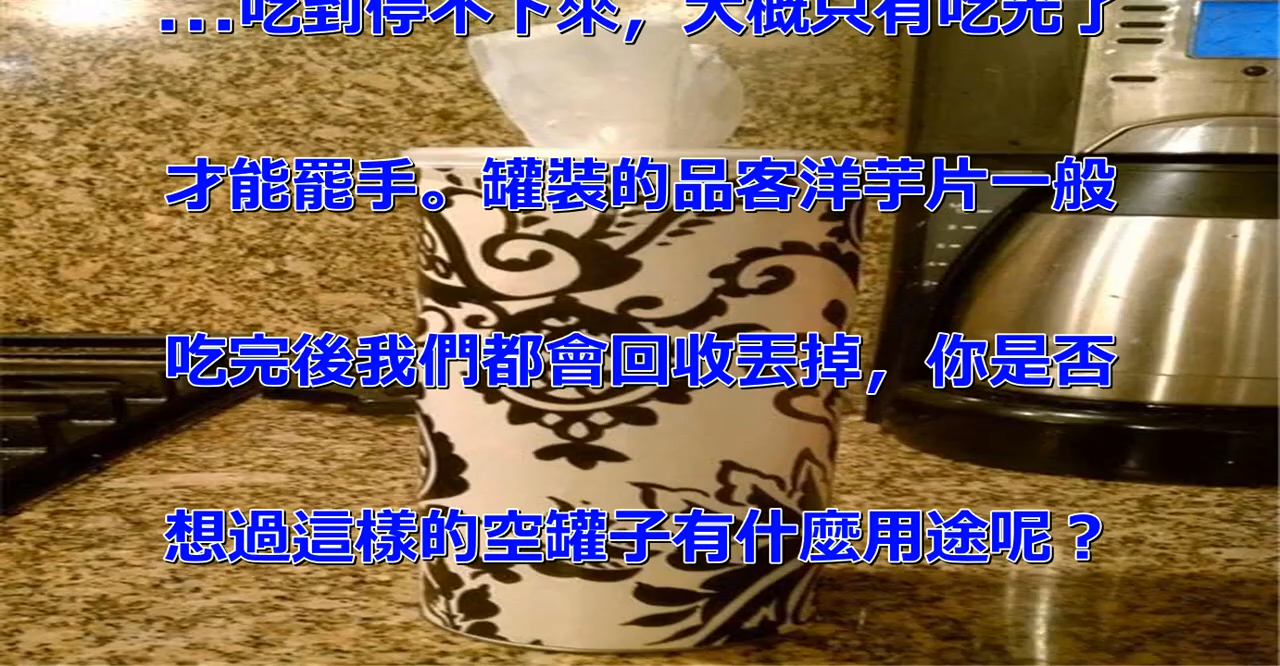 ...吃到停不下來，大概只有吃完了
才能罷手。罐裝的品客洋芋片一般
吃完後我們都會回收丟掉，你是否
想過這樣的空罐子有什麼用途呢？